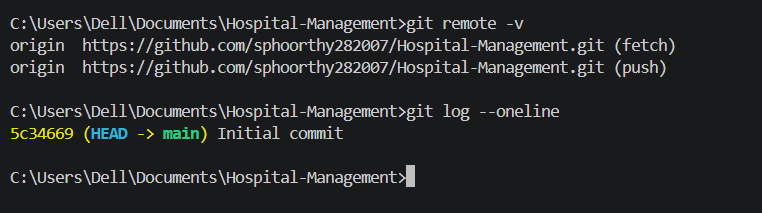 C:\Users\Dell\Documents\Hospital-Management>git remote -v
origin  https://github.com/sphoorthy282007/Hospital-Management.git (fetch)
origin  https://github.com/sphoorthy282007/Hospital-Management.git (push)
C:\Users\Dell\Documents\Hospital-Management>git log --oneline
5c34669 (HEAD -> main) Initial commit
C:\Users\Dell\Documents\Hospital-Management>